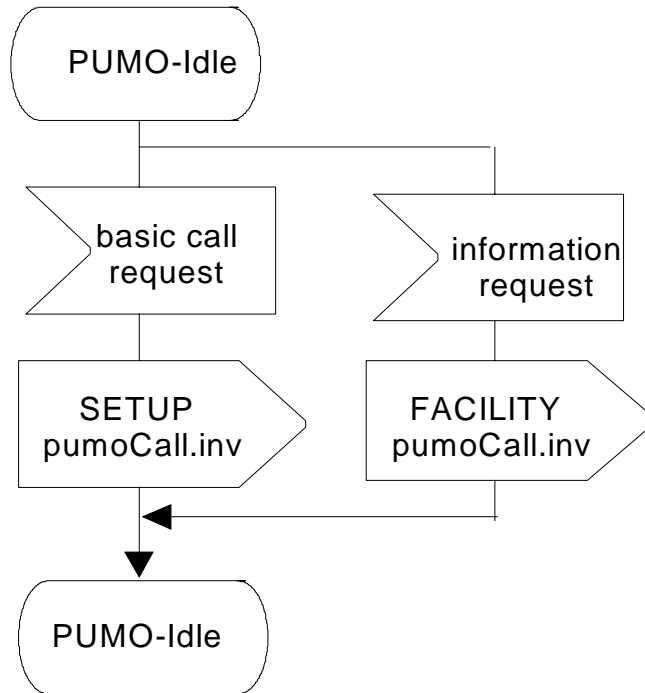 PUMO-Idle
basic call
request
information
request
SETUP
pumoCall.inv
FACILITY
pumoCall.inv
PUMO-Idle